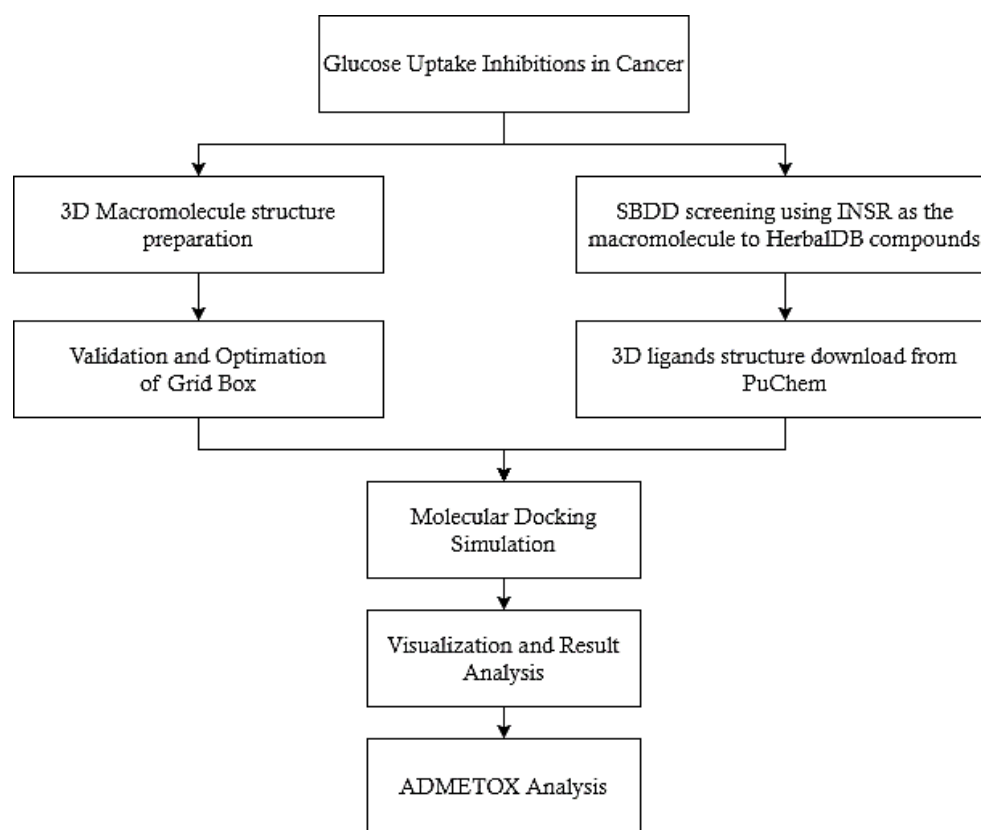 Glucose Uptake Inhibitions in Cancer
3D Macromolecule structure
preparation
SBDD screening using INSR as the
macromolecule to HerbalDB compounds
Validation and Optimation
of Grid Box
3D ligands structure download from
PuChem
Molecular Docking
Simulation
Visualization and Result
Analysis
ADMETOX Analysis